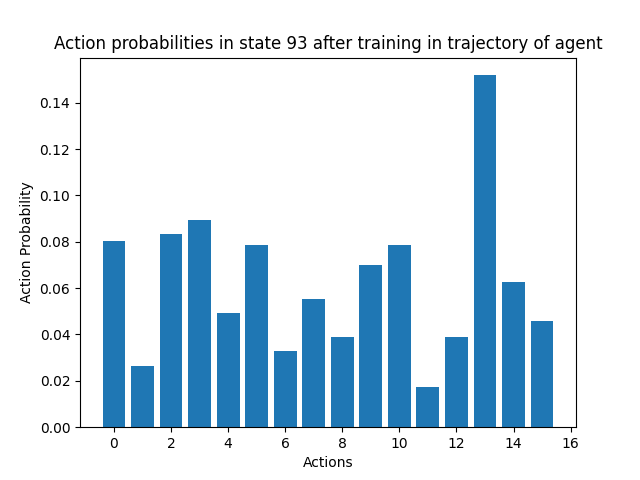 Action probabilities in state 93 after training in trajectory of agent
0.14
0.12
0.10
0.08
0.06
0.04
0.02
0.00
Action Probability
0 2 4 6 8 10 12 14 16
Actions